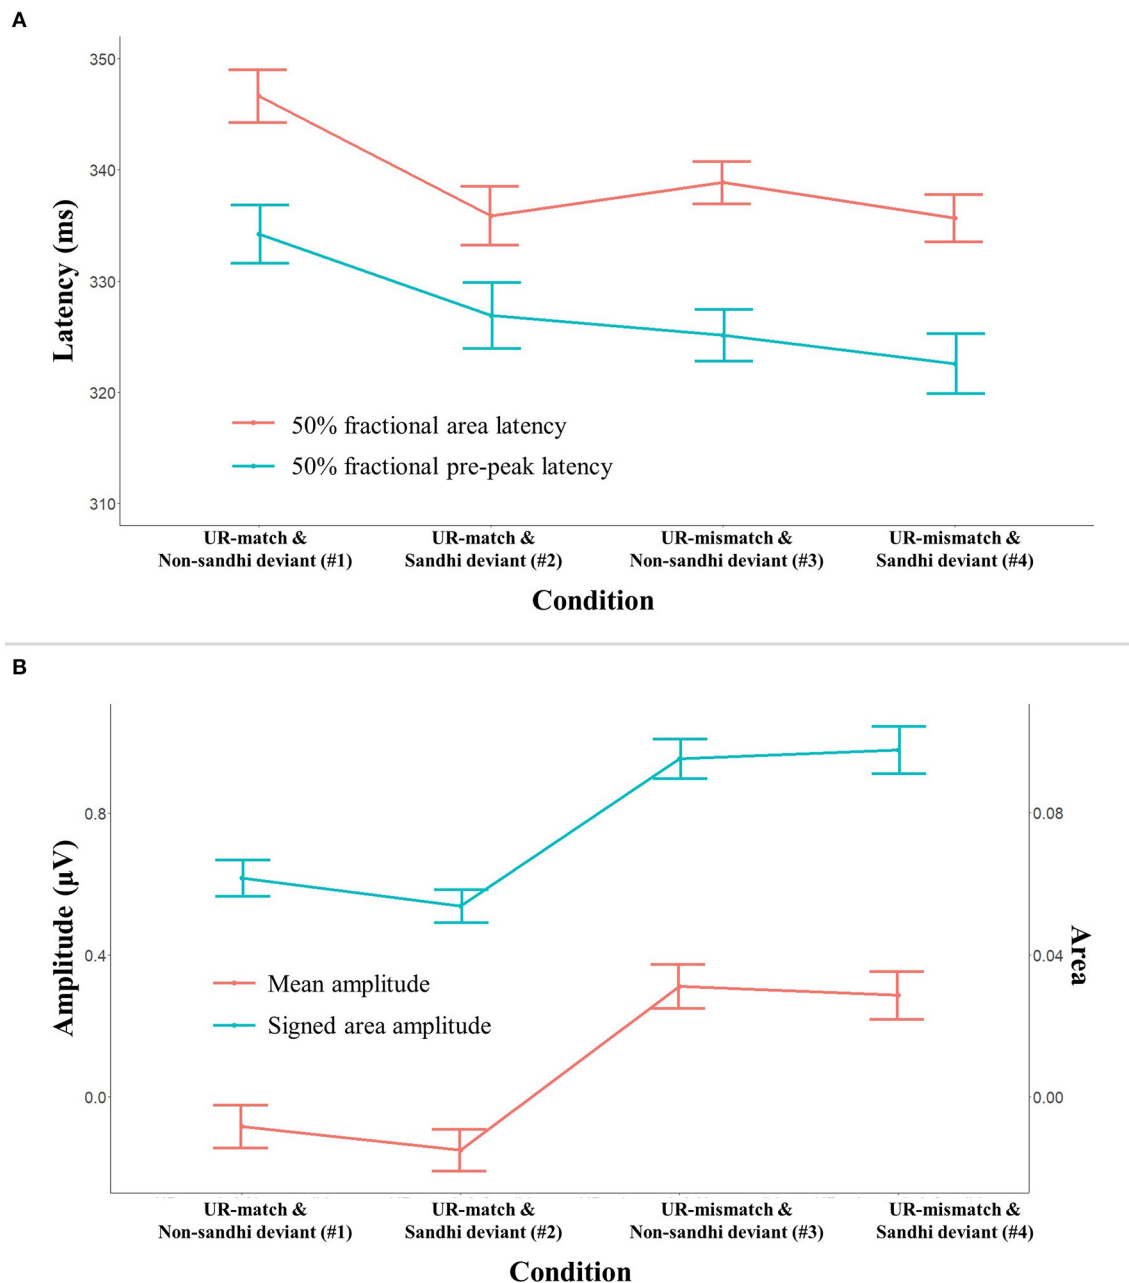 A
350
340
330
320
310
Latency (ms)
50% fractional area latency
50% fractional pre-peak latency
UR-match &
Non-sandhi deviant (#1)
UR-match &
Sandhi deviant (#2)
UR-mismatch &
Non-sandhi deviant (#3)
UR-mismatch &
Sandhi deviant (#4)
Condition
B
0.8
0.4
0.0
Amplitude (μV)
0.08
0.04
0.00
Area
Mean amplitude
Signed area amplitude
UR-match &
Non-sandhi deviant (#1)
UR-match &
Sandhi deviant (#2)
UR-mismatch &
Non-sandhi deviant (#3)
UR-mismatch &
Sandhi deviant (#4)
Condition